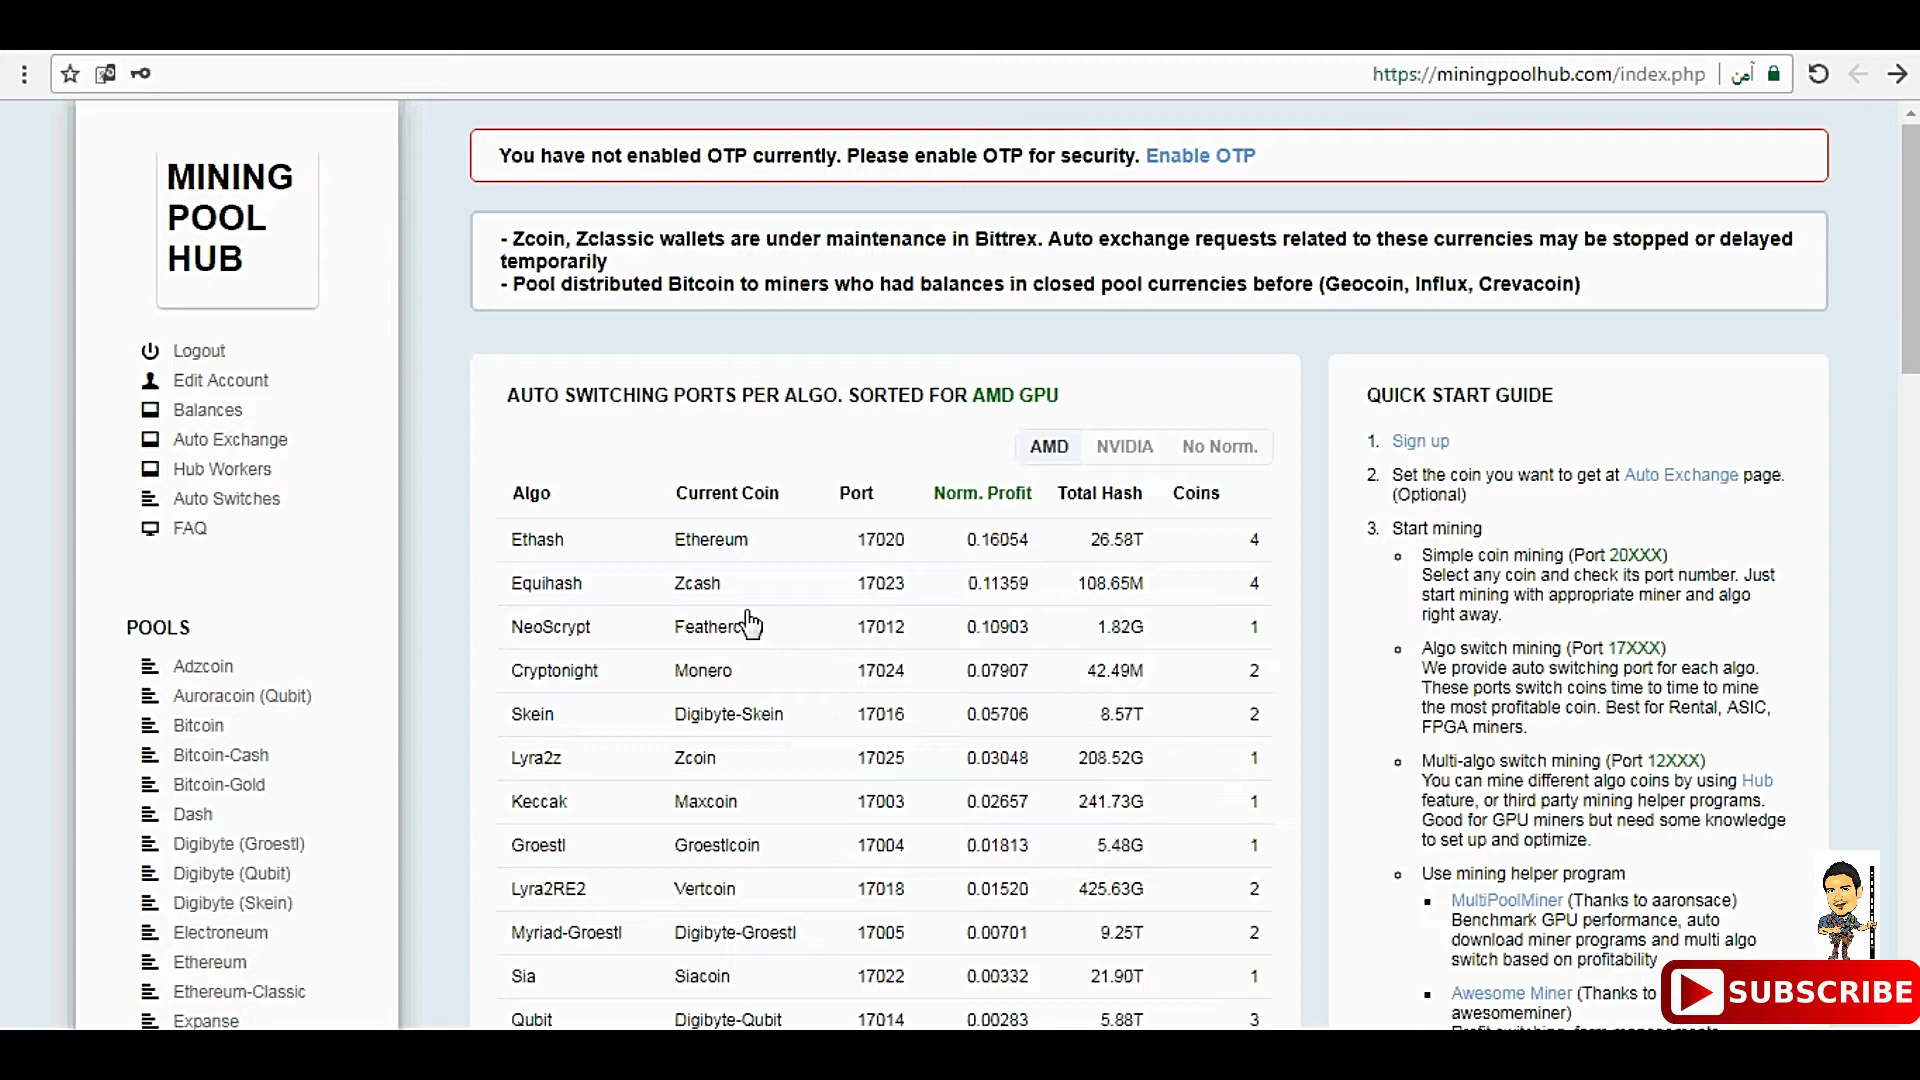 https://miningpoolhub.com/index.php | آمن
MINING
POOL
HUB
Logout
Edit Account
Balances
Auto Exchange
Hub Workers
Auto Switches
FAQ
POOLS
Adzcoin
Auroracoin (Qubit)
Bitcoin
Bitcoin-Cash
Bitcoin-Gold
Dash
Digibyte (Groestl)
Digibyte (Qubit)
Digibyte (Skein)
Electroneum
Ethereum
Ethereum-Classic
Expanse
You have not enabled OTP currently. Please enable OTP for security. Enable OTP
- Zcoin, Zclassic wallets are under maintenance in Bittrex. Auto exchange requests related to these currencies may be stopped or delayed
temporarily
- Pool distributed Bitcoin to miners who had balances in closed pool currencies before (Geocoin, Influx, Crevacoin)
AUTO SWITCHING PORTS PER ALGO. SORTED FOR AMD GPU
AMD NVIDIA No Norm.
Algo Current Coin Port Norm. Profit Total Hash Coins
Ethash Ethereum 17020 0.16054 26.58T 4
Equihash Zcash 17023 0.11359 108.65M 4
NeoScrypt 17012 0.10903 1.82G 1
Cryptonight Monero 17024 0.07907 42.49M 2
Skein Digibyte-Skein 17016 0.05706 8.57T 2
Lyra2z Zcoin 17025 0.03048 208.52G 1
Keccak Maxcoin 17003 0.02657 241.73G 1
Groestl Groestlcoin 17004 0.01813 5.48G 1
Lyra2RE2 Vertcoin 17018 0.01520 425.63G 2
Myriad-Groestl Digibyte-Groestl 17005 0.00701 9.25T 2
Sia Siacoin 17022 0.00332 21.90T 1
Qubit Digibyte-Qubit 17014 0.00283 5.88T 3
QUICK START GUIDE
1. Sign up
2. Set the coin you want to get at Auto Exchange page.
(Optional)
3. Start mining
Simple coin mining (Port 20XXX)
Select any coin and check its port number. Just
start mining with appropriate miner and algo
right away.
Algo switch mining (Port 17XXX)
We provide auto switching port for each algo.
These ports switch coins time to time to mine
the most profitable coin. Best for Rental, ASIC,
FPGA miners.
Multi-algo switch mining (Port 12XXX)
You can mine different algo coins by using Hub
feature, or third party mining helper programs.
Good for GPU miners but need some knowledge
to set up and optimize.
Use mining helper program
MultiPoolMiner (Thanks to aaronsace)
Benchmark GPU performance, auto
download miner programs and multi algo
switch based on profitability
Awesome Miner (Thanks to
awesomeminer)
SUBSCRIBE